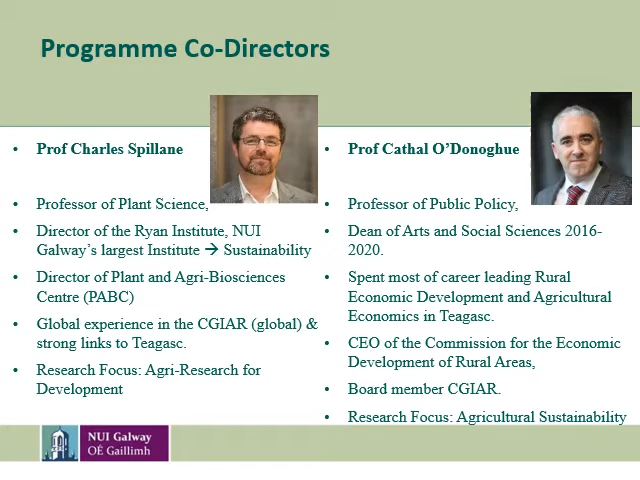 Programme Co-Directors
• Prof Charles Spillane
• Professor of Plant Science,
• Director of the Ryan Institute, NUI
Galway’s largest Institute → Sustainability
• Director of Plant and Agri-Biosciences
Centre (PABC)
• Global experience in the CGIAR (global) &
strong links to Teagasc.
• Research Focus: Agri-Research for
Development
• Prof Cathal O’Donoghue
• Professor of Public Policy,
• Dean of Arts and Social Sciences 2016-
2020.
• Spent most of career leading Rural
Economic Development and Agricultural
Economics in Teagasc.
• CEO of the Commission for the Economic
Development of Rural Areas,
• Board member CGIAR.
• Research Focus: Agricultural Sustainability
NUI Galway
OÉ Gaillimh